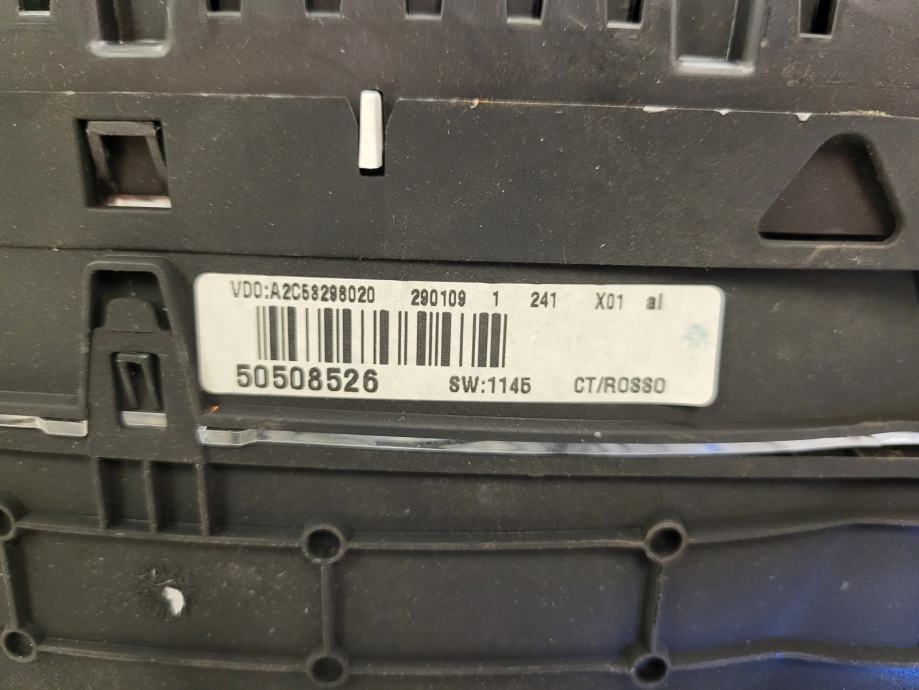 VDO:A2C53298020 290109 1 241 X01 al
50508526 SW:1145 CT/ROSSO